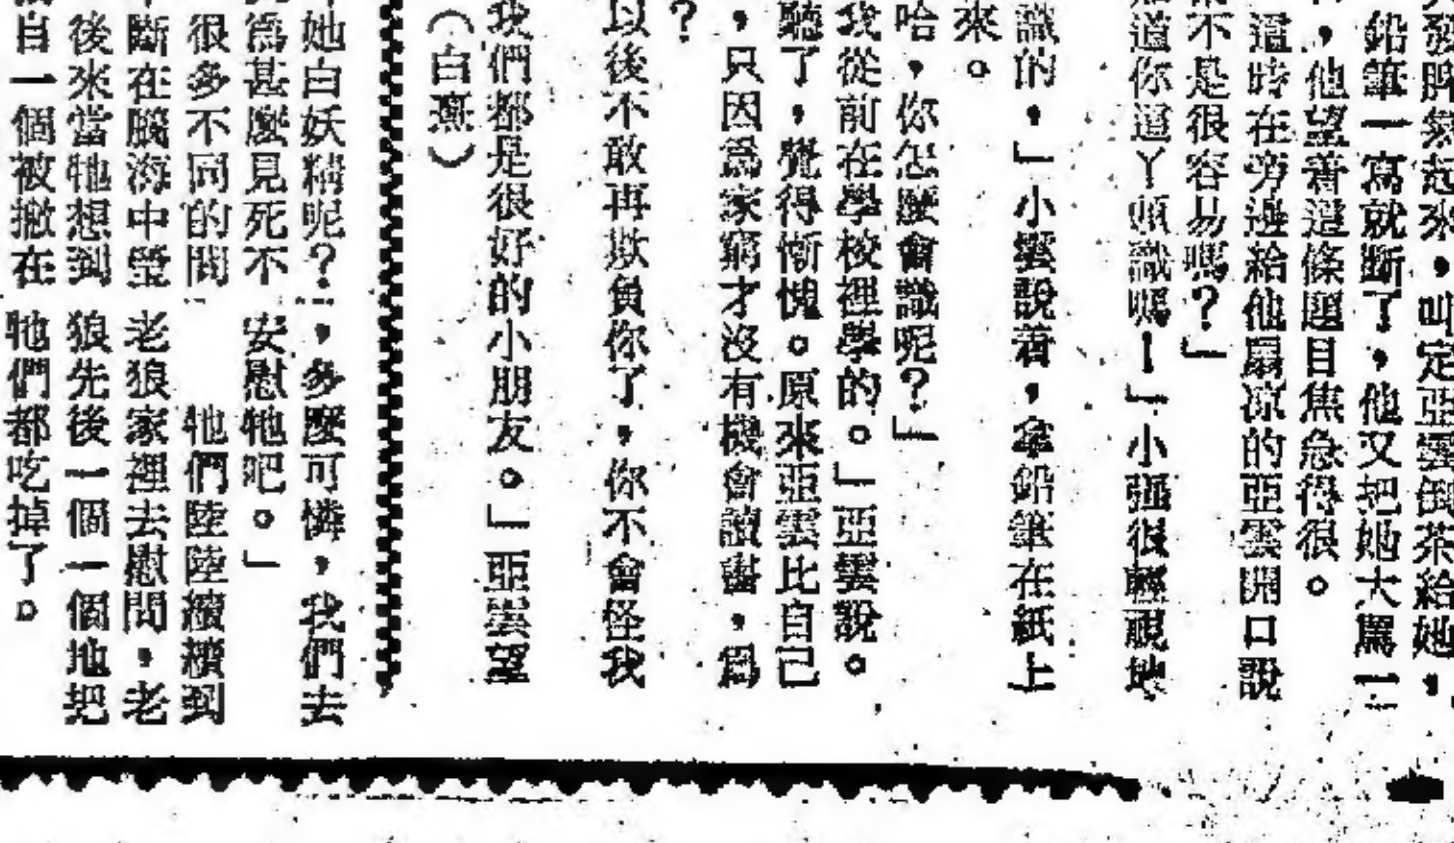 發脾氣起來，叫定亞雲倒茶給她，
鉛筆一寫就斷了，他又把她大罵一
，他望着這條題目焦急得很。
這時在旁邊給他扇涼的亞雲開口說
不是很容易嗎？」
道你這丫頭識嗎！」小強很輕視地
識的，」小雲說着，拿鉛筆在紙上
來。
哈，你怎麼會識呢？」
我從前在學校裡學的。」亞雲說。
聽了，覺得慚愧。原來亞雲比自己
，只因爲家窮才沒有機會讀書，爲
？
以後不敢再欺負你了，你不會怪我
我們都是很好的小朋友。」亞雲望
（白燕）
她白妖精呢？
爲甚麼見死不
很多不同的問
斷在腦海中瑩
後來當牠想到
自一個被撇在
，多麼可憐，我們去
安慰牠吧。」
牠們陸陸續續到
老狼家裡去慰問，老
狼先後一個一個地把
牠們都吃掉了。